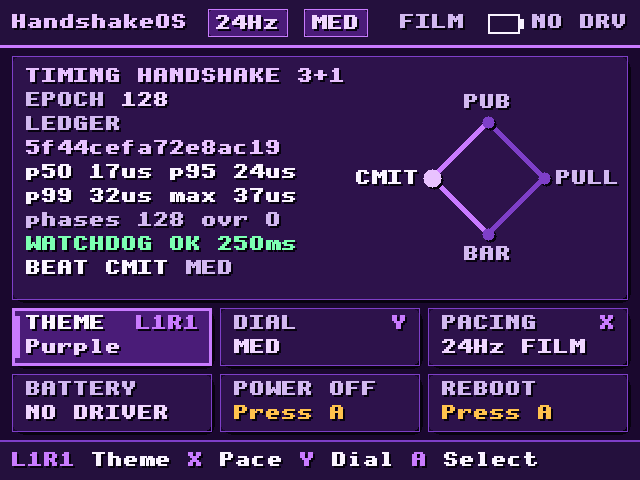 HandshakeOS 24Hz MED FILM NO DRV
TIMING HANDSHAKE 3+1
EPOCH 128
LEDGER
5f44cefa72e8ac19
p50 17us p95 24us
p99 32us max 37us
phases 128 ovr 0
WATCHDOG OK 250ms
BEAT CMIT MED
PUB
CMIT
PULL
BAR
THEME L1R1
Purple
DIAL Y
MED
PACING X
24Hz FILM
BATTERY
NO DRIVER
POWER OFF
Press A
REBOOT
Press A
L1R1 Theme X Pace Y Dial A Select